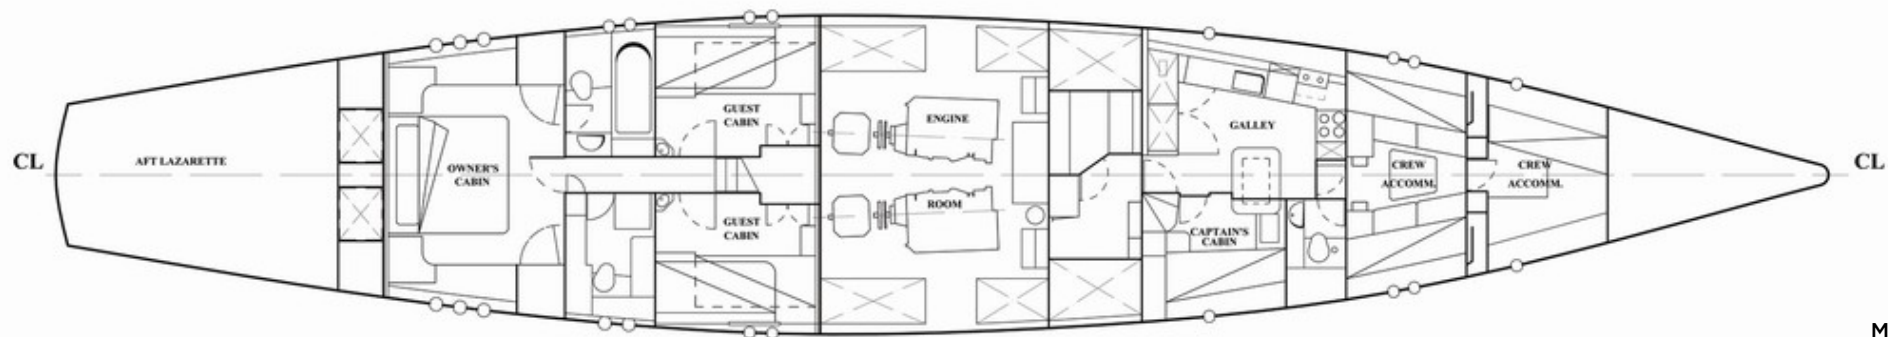 CL
AFT LAZARETTE
OWNER'S
CABIN
GUEST
CABIN
GUEST
CABIN
ENGINE
ROOM
GALLEY
CAPTAIN'S
CABIN
CREW
ACCOMM.
CREW
ACCOMM.
CL
M